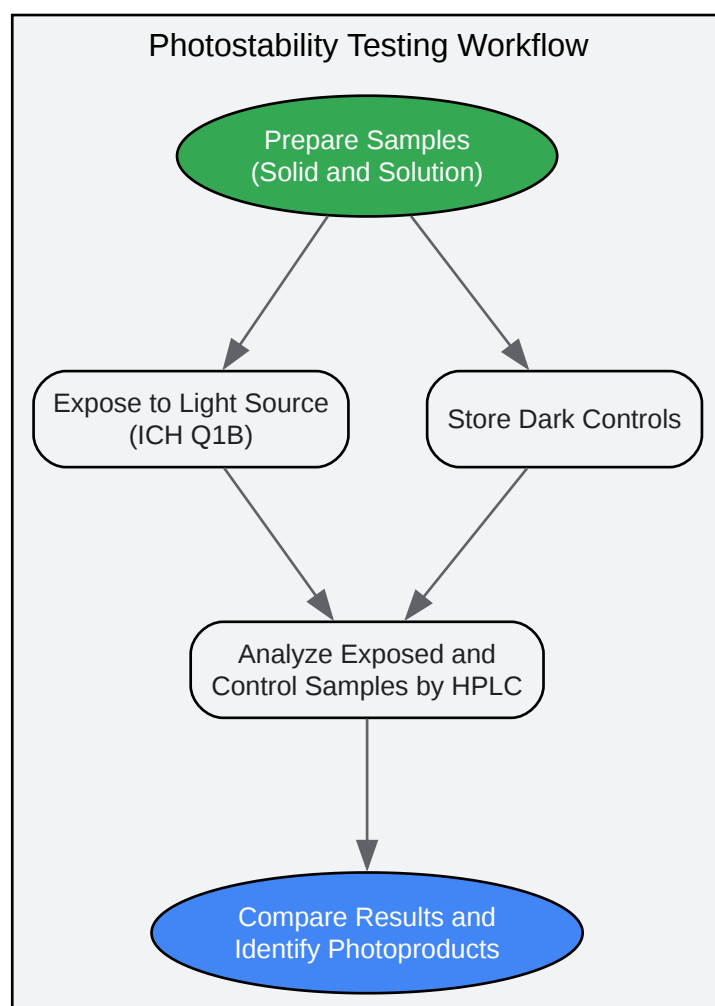 Photostability Testing Workflow
Prepare Samples
(Solid and Solution)
Expose to Light Source
(ICH Q1B)
Store Dark Controls
Analyze Exposed and
Control Samples by HPLC
Compare Results and
Identify Photoproducts